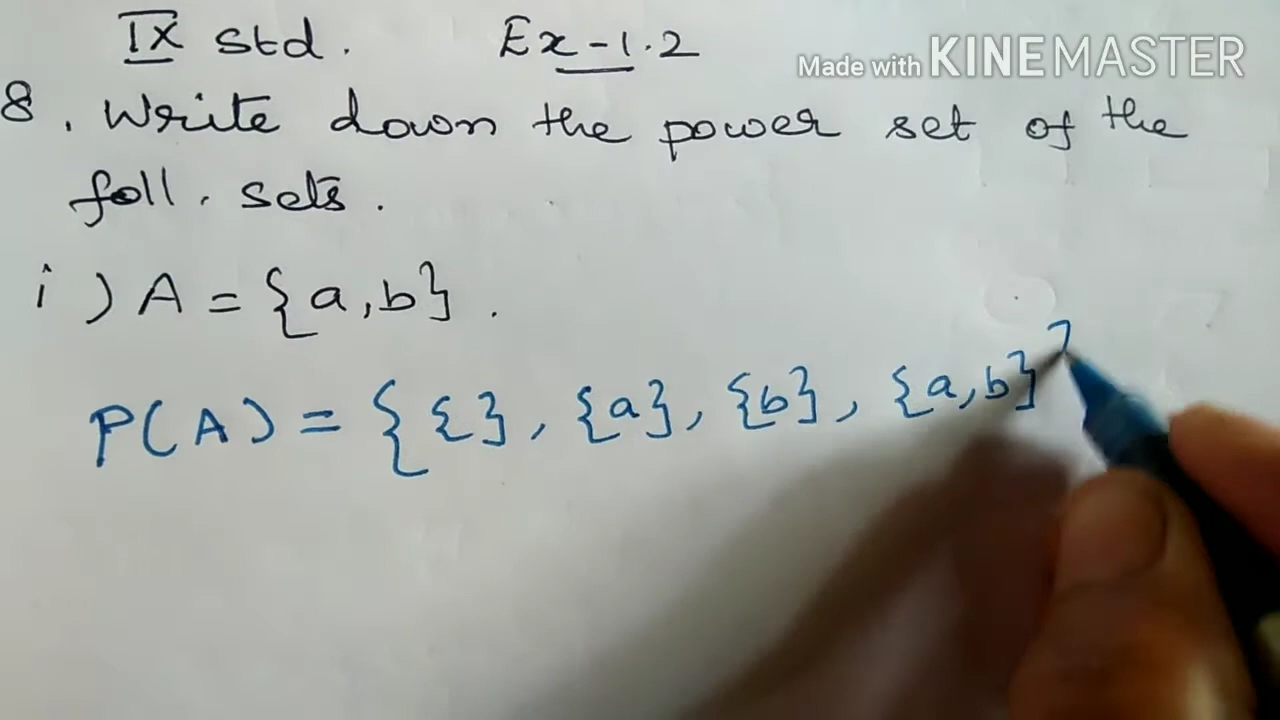 IX std. Ex-1.2
Made with KINEMASTER
8. Write down the power set of the
foll. sets.
i) A = {a,b}.
P(A) = { {}, {a}, {b}, {a,b} }